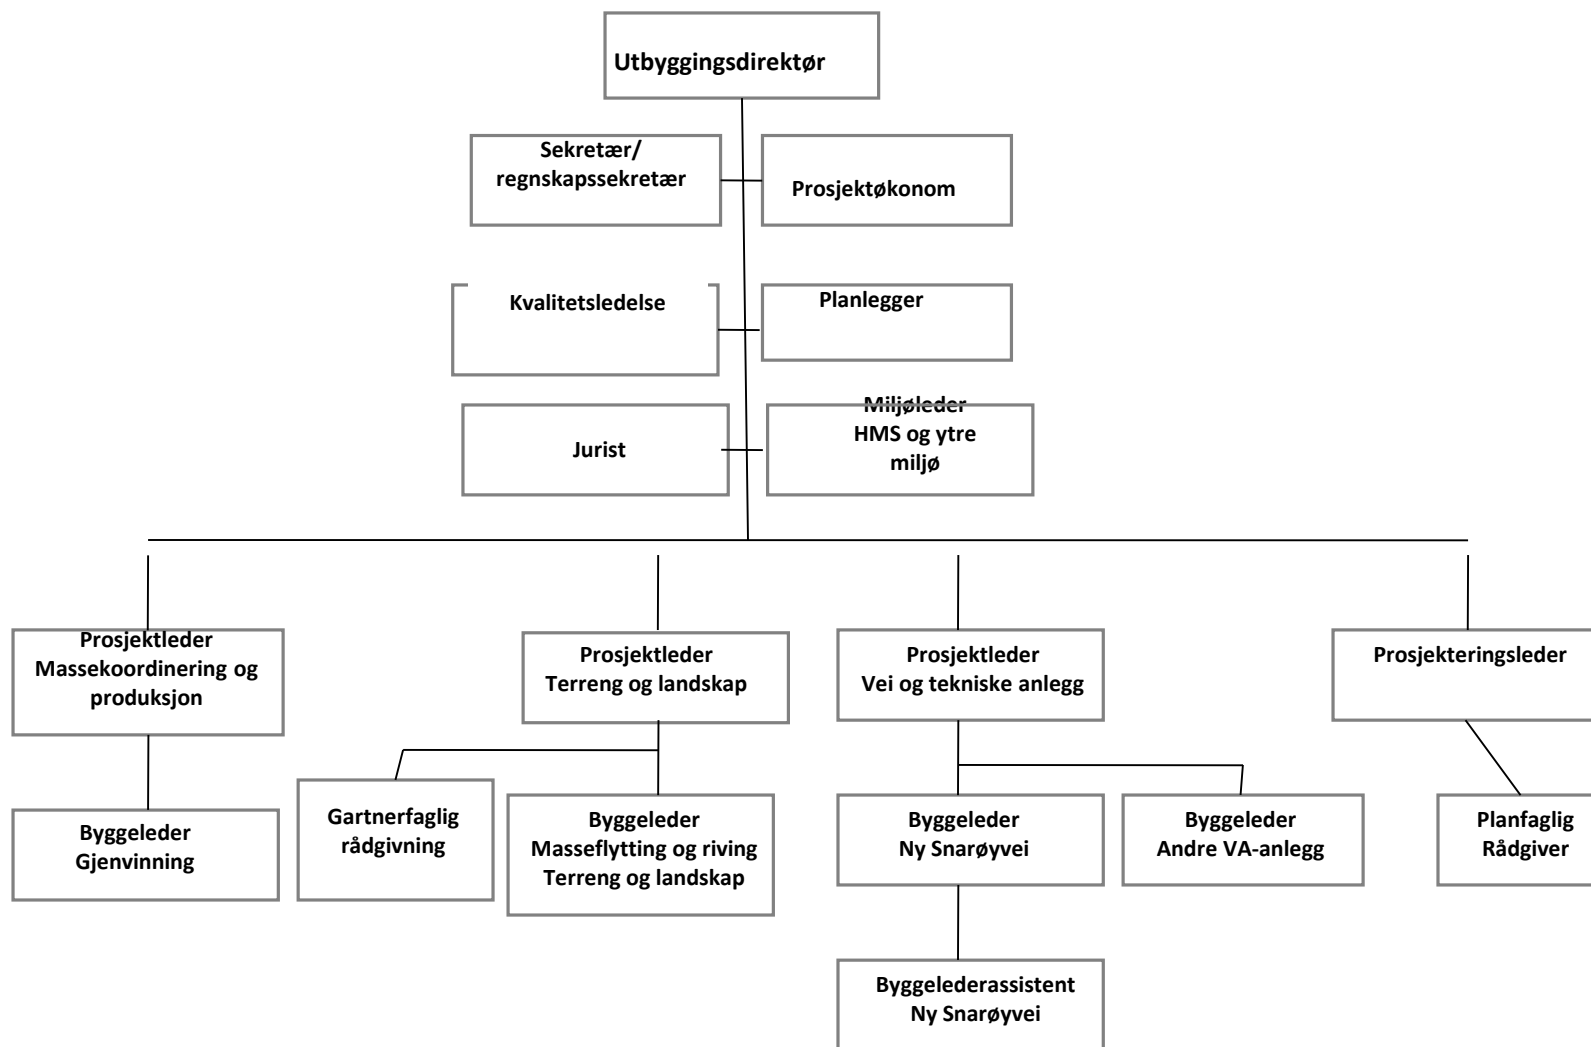 Utbyggingsdirektør
Sekretær/
regnskapssekretær
Prosjektøkonom
Kvalitetsledelse
Planlegger
Jurist
Miljøleder
HMS og ytre
miljø
Prosjektleder
Massekoordinering og
produksjon
Prosjektleder
Terreng og landskap
Prosjektleder
Vei og tekniske anlegg
Prosjekteringsleder
Byggeleder
Gjenvinning
Gartnerfaglig
rådgivning
Byggeleder
Masseflytting og riving
Terreng og landskap
Byggeleder
Ny Snarøyvei
Byggeleder
Andre VA-anlegg
Planfaglig
Rådgiver
Byggelederassistent
Ny Snarøyvei